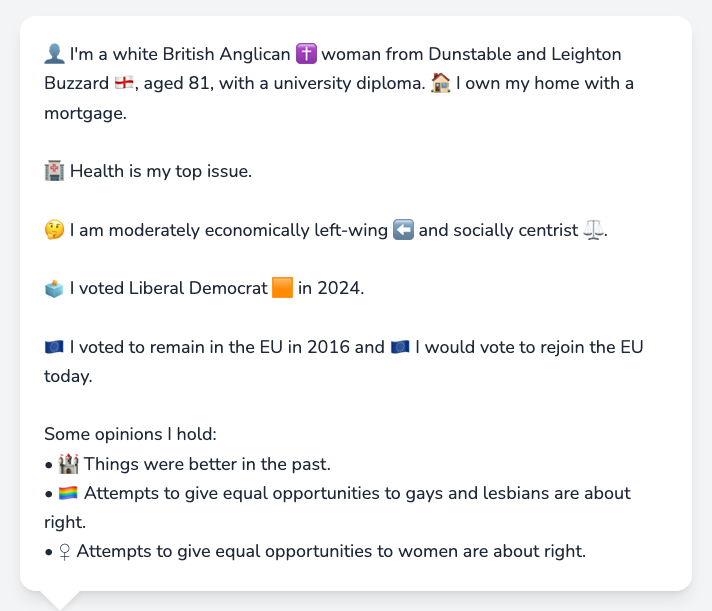 👤 I'm a white British Anglican ✝️ woman from Dunstable and Leighton
Buzzard 🏴󠁧󠁢󠁥󠁮󠁧󠁿, aged 81, with a university diploma. 🏠 I own my home with a
mortgage.
🏥 Health is my top issue.
🤔 I am moderately economically left-wing ⬅️ and socially centrist ⚖️.
🗳️ I voted Liberal Democrat 🟧 in 2024.
🇪🇺 I voted to remain in the EU in 2016 and 🇪🇺 I would vote to rejoin the EU
today.
Some opinions I hold:
• 🏰 Things were better in the past.
• 🏳️‍🌈 Attempts to give equal opportunities to gays and lesbians are about
right.
• ♀ Attempts to give equal opportunities to women are about right.